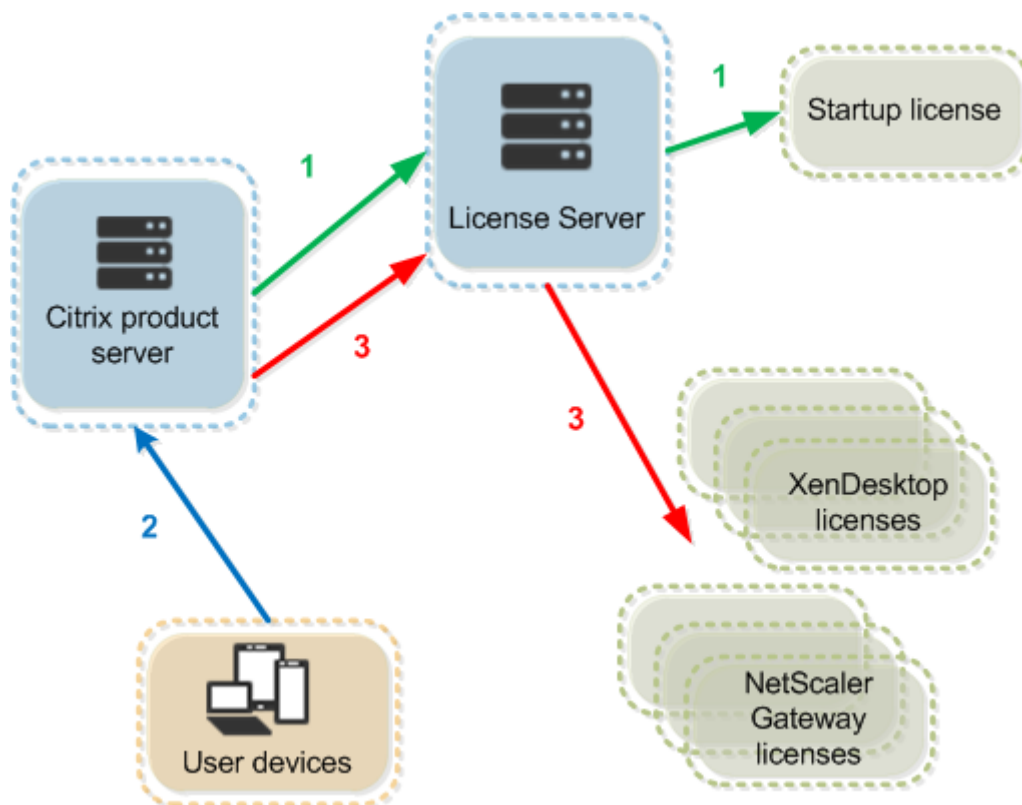 1
Startup license
1
License Server
Citrix product
server
3
3
XenDesktop
licenses
2
NetScaler
Gateway
licenses
User devices